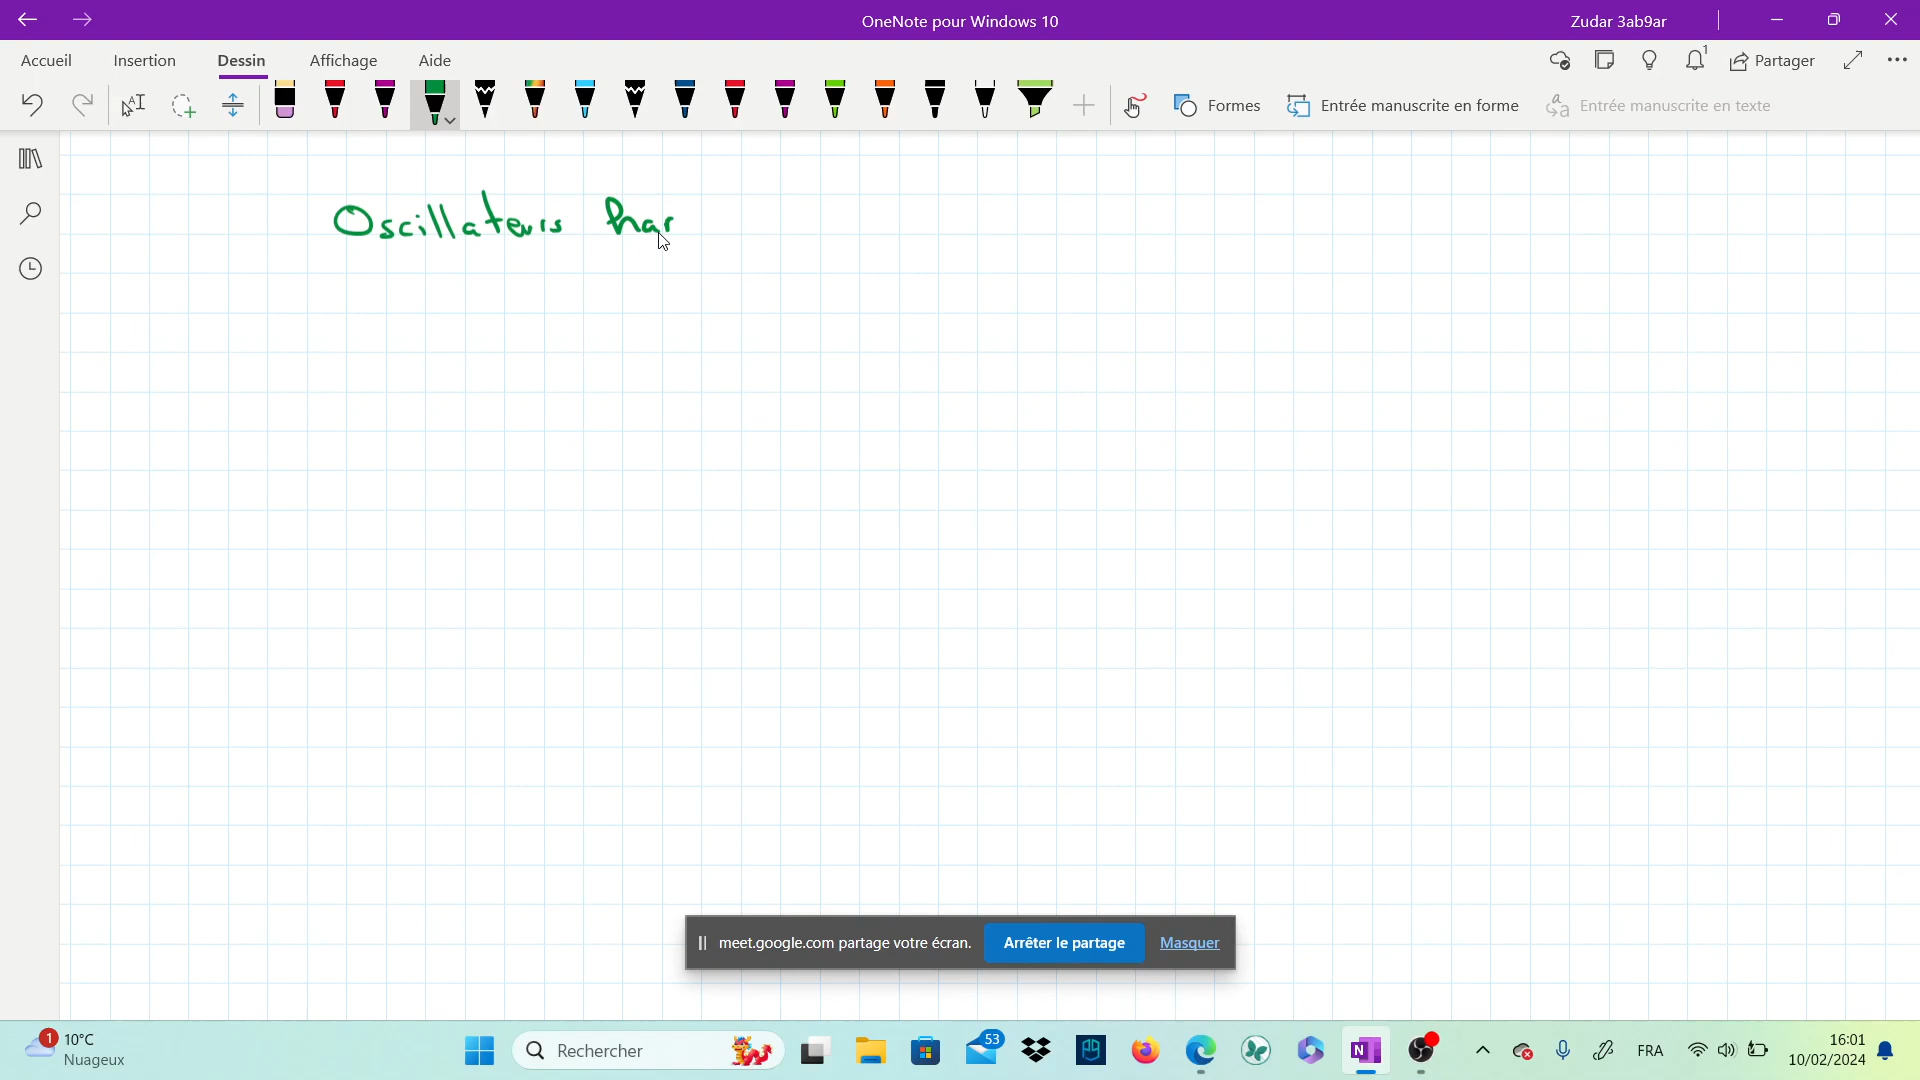 OneNote pour Windows 10
Zudar 3ab9ar
Accueil Insertion Dessin Affichage Aide
1
Partager
Formes
Entrée manuscrite en forme
Entrée manuscrite en texte
Oscillateurs har
meet.google.com partage votre écran.
Arrêter le partage
Masquer
1
10°C
Nuageux
Rechercher
53
FRA
16:01
10/02/2024